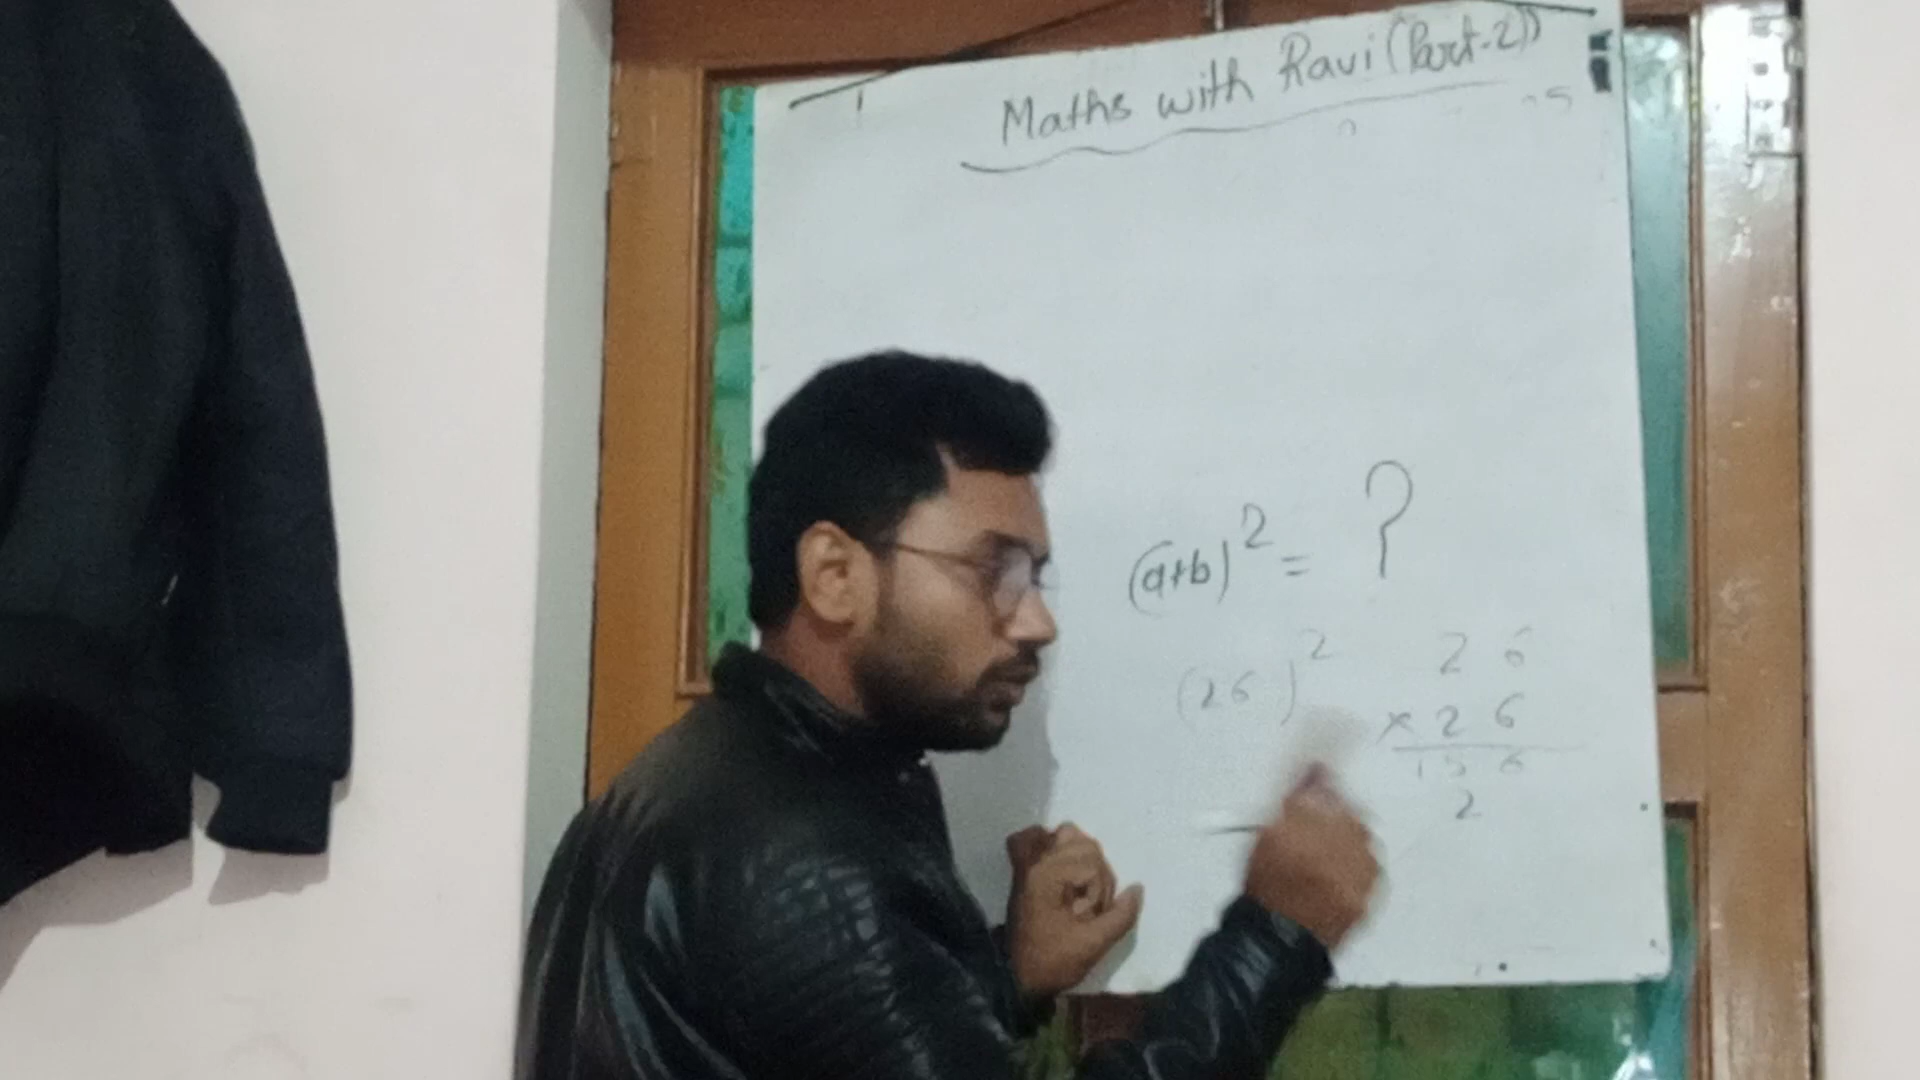 Maths with Ravi (Part-2)
(a+b)² = ?
(26)²
26
× 26
156
2